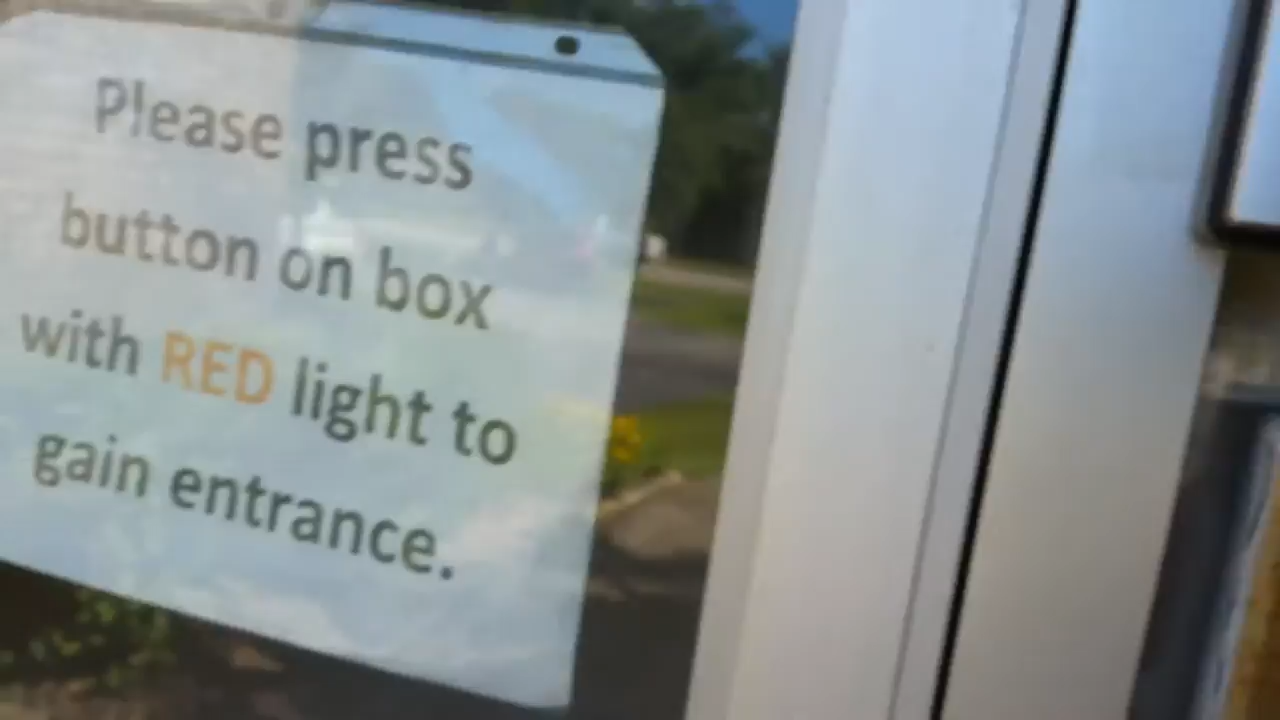 Please press
button on box
with RED light to
gain entrance.